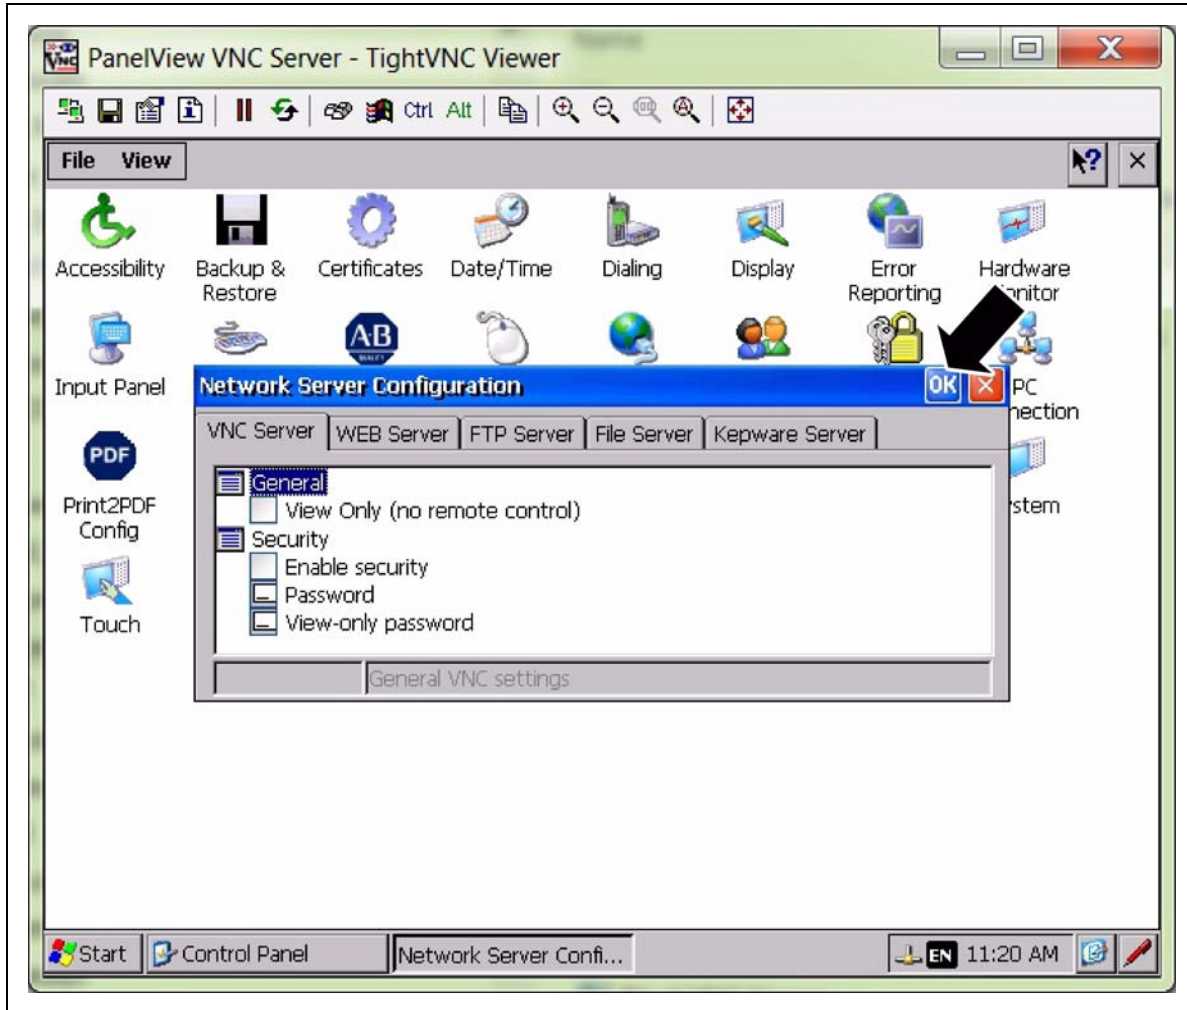 PanelView VNC Server - TightVNC Viewer
Ctrl Alt
File View
Accessibility Backup & Restore Certificates Date/Time Dialing Display Error Reporting Hardware
Input Panel
Network Server Configuration OK
PC
VNC Server WEB Server FTP Server File Server Kepware Server
General
View Only (no remote control)
Security
Enable security
Password
View-only password
General VNC settings
PDF
Print2PDF
Config
Touch
A·B
Start Control Panel Network Server Confi... EN 11:20 AM